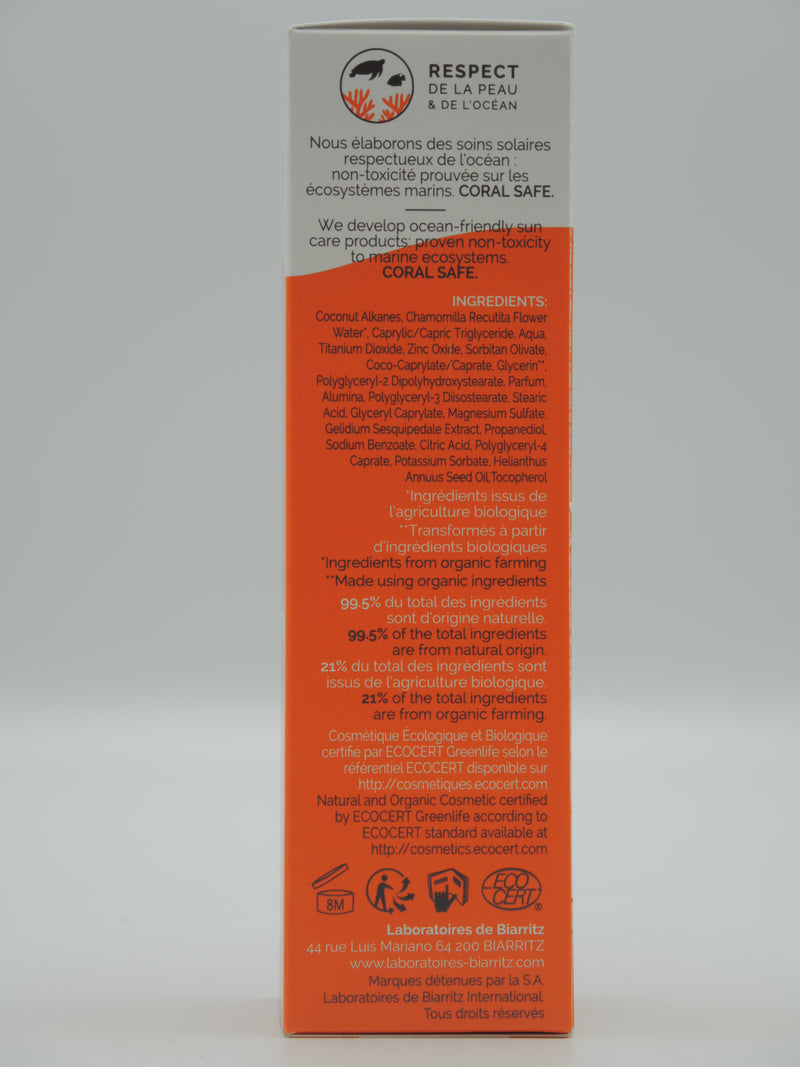 RESPECT
DE LA PEAU
& DE L'OCÉAN
Nous élaborons des soins solaires
respectueux de l'océan :
non-toxicité prouvée sur les
écosystèmes marins. CORAL SAFE.
We develop ocean-friendly sun
care products: proven non-toxicity
to marine ecosystems.
CORAL SAFE.
INGREDIENTS:
Coconut Alkanes, Chamomilla Recutita Flower
Water*, Caprylic/Capric Triglyceride, Aqua,
Titanium Dioxide, Zinc Oxide, Sorbitan Olivate,
Coco-Caprylate/Caprate, Glycerin**,
Polyglyceryl-2 Dipolyhydroxystearate, Parfum,
Alumina, Polyglyceryl-3 Diisostearate, Stearic
Acid, Glyceryl Caprylate, Magnesium Sulfate,
Gelidium Sesquipedale Extract, Propanediol,
Sodium Benzoate, Citric Acid, Polyglyceryl-4
Caprate, Potassium Sorbate, Helianthus
Annuus Seed Oil,Tocopherol
*Ingrédients issus de
l'agriculture biologique
**Transformés à partir
d'ingrédients biologiques
*Ingredients from organic farming
**Made using organic ingredients
99.5% du total des ingrédients
sont d'origine naturelle.
99.5% of the total ingredients
are from natural origin.
21% du total des ingrédients sont
issus de l'agriculture biologique.
21% of the total ingredients
are from organic farming.
Cosmétique Écologique et Biologique
certifié par ECOCERT Greenlife selon le
référentiel ECOCERT disponible sur
http://cosmetiques.ecocert.com
Natural and Organic Cosmetic certified
by ECOCERT Greenlife according to
ECOCERT standard available at
http://cosmetics.ecocert.com
8M
ECO
CERT®
Laboratoires de Biarritz
44 rue Luis Mariano 64 200 BIARRITZ
www.laboratoires-biarritz.com
Marques détenues par la S.A.
Laboratoires de Biarritz International.
Tous droits réservés